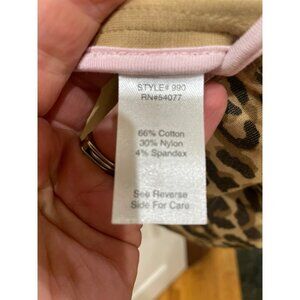 STYLE# 990
RN#54077
66% Cotton
30% Nylon
4% Spandex
See Reverse
Side For Care